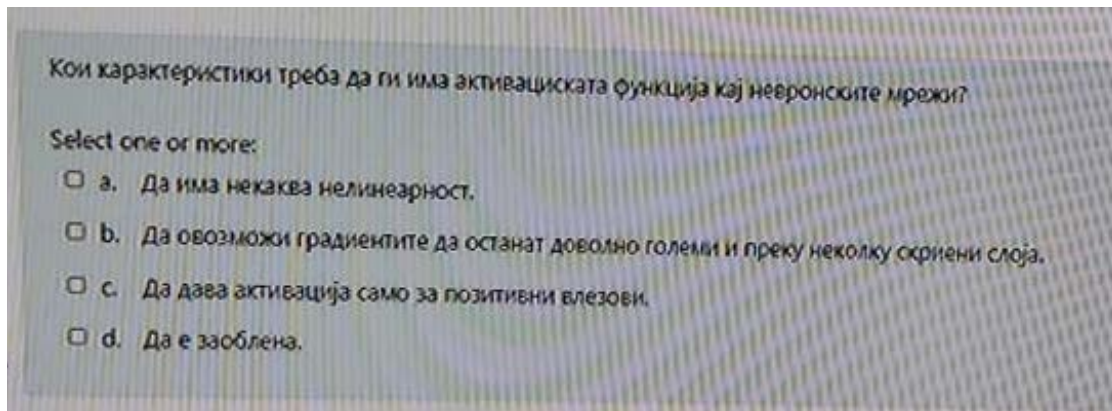 Кои карактеристики треба да ги има активациската функција кај невронските мрежи?
Select one or more:
a. Да има некаква нелинеарност.
b. Да овозможи градиентите да останат доволно големи и преку неколку скриени слоја.
c. Да дава активација само за позитивни влезови.
d. Да е заоблена.